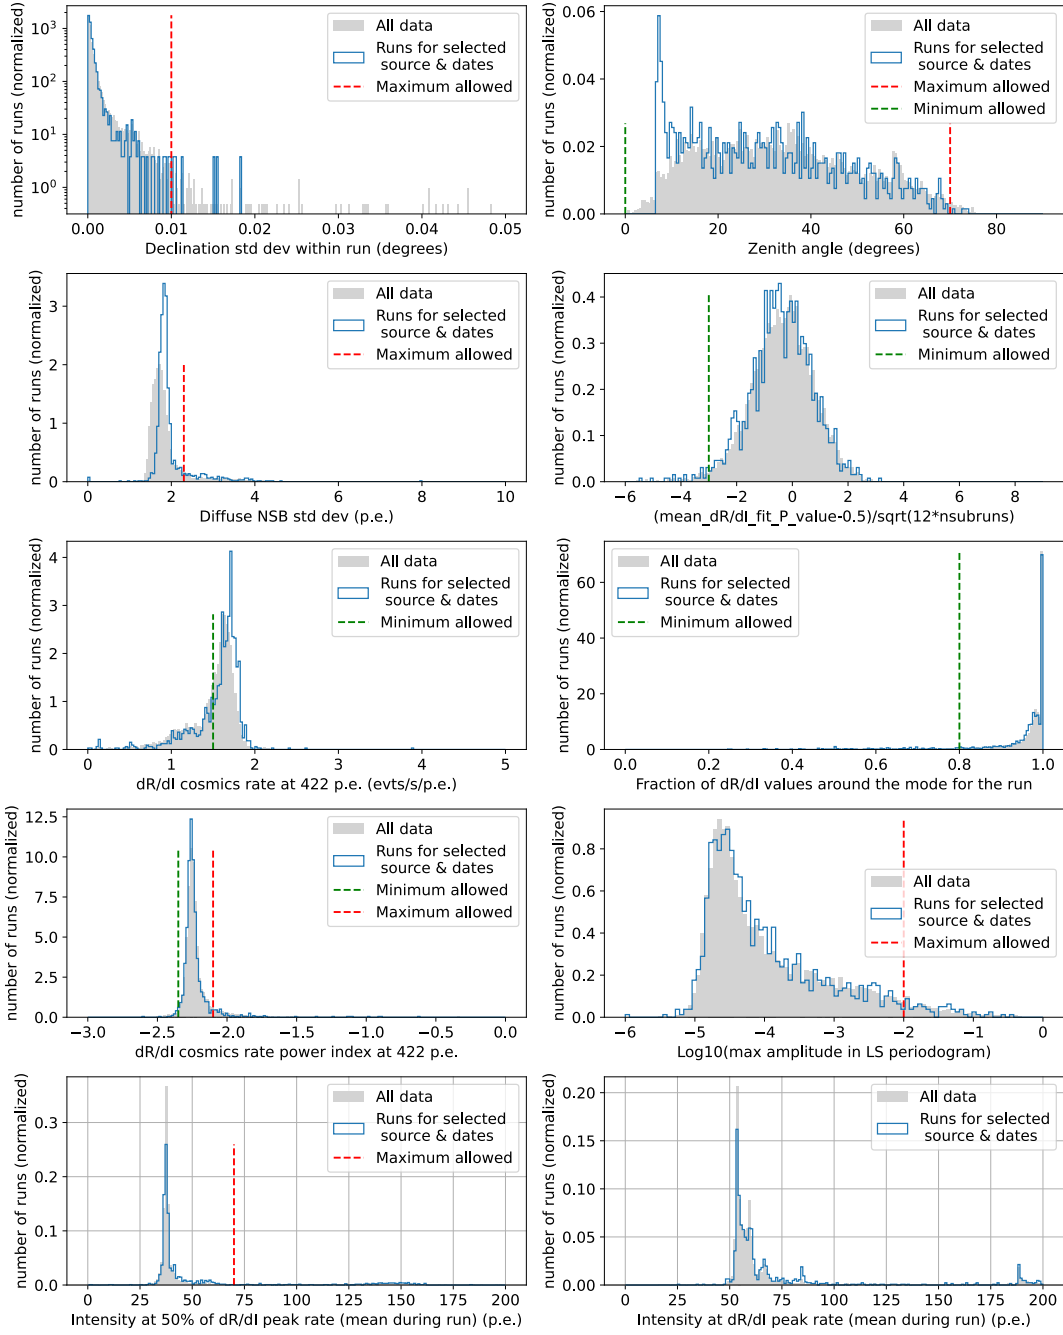 number of runs (normalized)
10³
10²
10¹
10⁰
All data
Runs for selected
source & dates
Maximum allowed
0.00 0.01 0.02 0.03 0.04 0.05
Declination std dev within run (degrees)
number of runs (normalized)
0.06
0.04
0.02
0.00
All data
Runs for selected
source & dates
Maximum allowed
Minimum allowed
0 20 40 60 80
Zenith angle (degrees)
number of runs (normalized)
3
2
1
0
All data
Runs for selected
source & dates
Maximum allowed
0 2 4 6 8 10
Diffuse NSB std dev (p.e.)
number of runs (normalized)
0.4
0.3
0.2
0.1
0.0
All data
Runs for selected
source & dates
Minimum allowed
−6 −4 −2 0 2 4 6 8
(mean_dR/dI_fit_P_value-0.5)/sqrt(12*nsubruns)
number of runs (normalized)
4
3
2
1
0
All data
Runs for selected
source & dates
Minimum allowed
0 1 2 3 4 5
dR/dI cosmics rate at 422 p.e. (evts/s/p.e.)
number of runs (normalized)
60
40
20
0
All data
Runs for selected
source & dates
Minimum allowed
0.0 0.2 0.4 0.6 0.8 1.0
Fraction of dR/dI values around the mode for the run
number of runs (normalized)
12.5
10.0
7.5
5.0
2.5
0.0
All data
Runs for selected
source & dates
Minimum allowed
Maximum allowed
−3.0 −2.5 −2.0 −1.5 −1.0 −0.5 0.0
dR/dI cosmics rate power index at 422 p.e.
number of runs (normalized)
0.8
0.6
0.4
0.2
0.0
All data
Runs for selected
source & dates
Maximum allowed
−6 −5 −4 −3 −2 −1 0
Log10(max amplitude in LS periodogram)
number of runs (normalized)
0.3
0.2
0.1
0.0
All data
Runs for selected
source & dates
Maximum allowed
0 25 50 75 100 125 150 175 200
Intensity at 50% of dR/dI peak rate (mean during run) (p.e.)
number of runs (normalized)
0.20
0.15
0.10
0.05
0.00
All data
Runs for selected
source & dates
0 25 50 75 100 125 150 175 200
Intensity at dR/dI peak rate (mean during run) (p.e.)